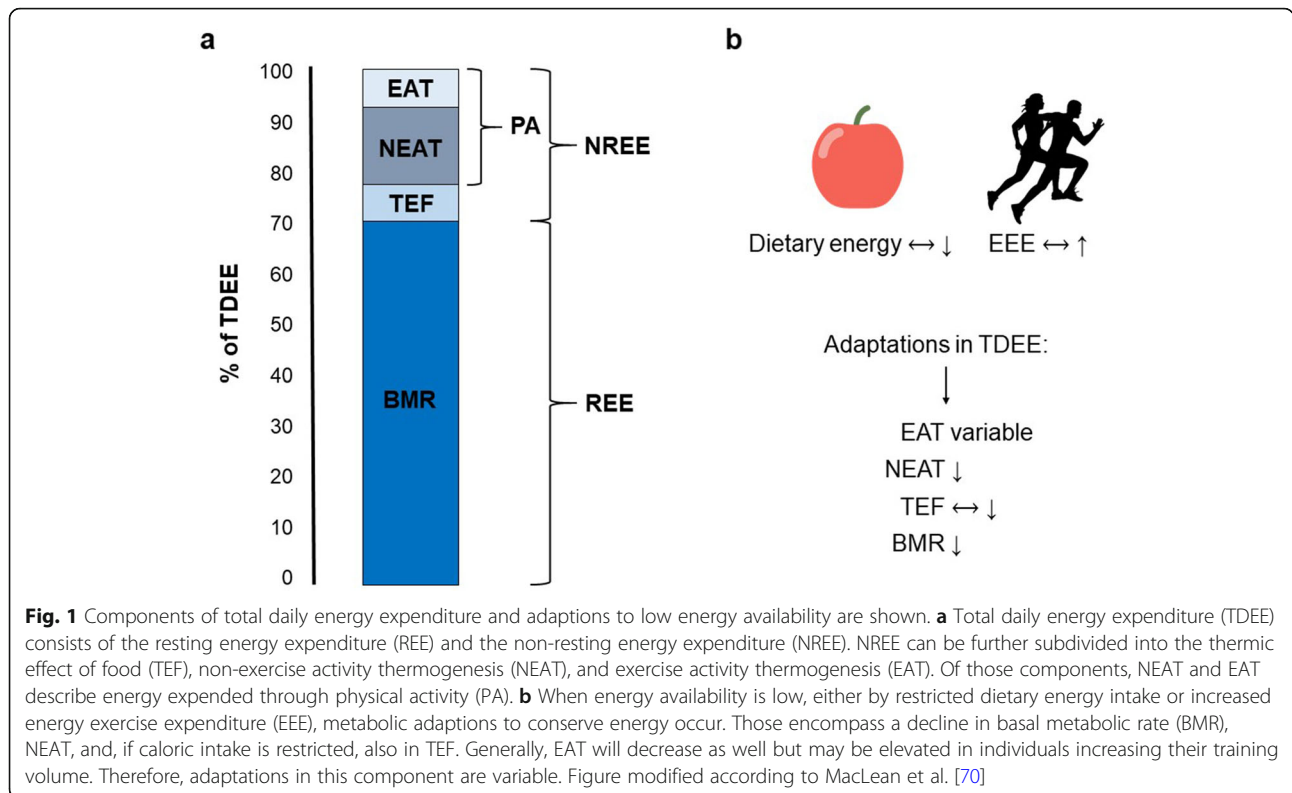 a
100
90
80
70
60
50
40
30
20
10
0
% of TDEE
EAT
NEAT
TEF
BMR
PA
NREE
REE
b
Dietary energy ↔ ↓ EEE ↔ ↑
Adaptations in TDEE:
↓
EAT variable
NEAT ↓
TEF ↔ ↓
BMR ↓
Fig. 1 Components of total daily energy expenditure and adaptions to low energy availability are shown. a Total daily energy expenditure (TDEE)
consists of the resting energy expenditure (REE) and the non-resting energy expenditure (NREE). NREE can be further subdivided into the thermic
effect of food (TEF), non-exercise activity thermogenesis (NEAT), and exercise activity thermogenesis (EAT). Of those components, NEAT and EAT
describe energy expended through physical activity (PA). b When energy availability is low, either by restricted dietary energy intake or increased
energy exercise expenditure (EEE), metabolic adaptations to conserve energy occur. Those encompass a decline in basal metabolic rate (BMR),
NEAT, and, if caloric intake is restricted, also in TEF. Generally, EAT will decrease as well but may be elevated in individuals increasing their training
volume. Therefore, adaptations in this component are variable. Figure modified according to MacLean et al. [70]